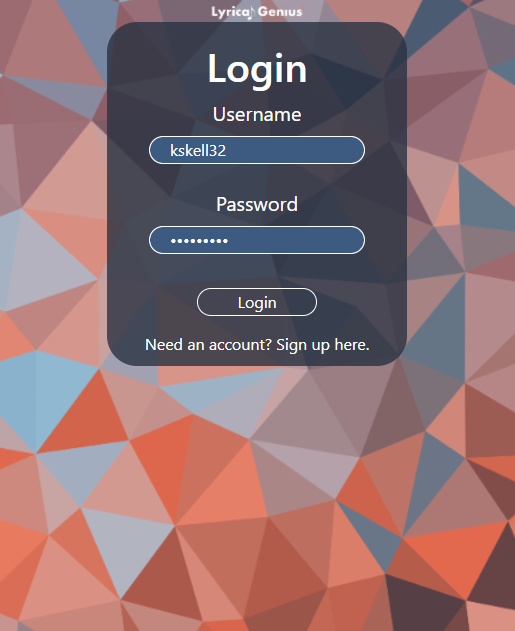 Lyrical Genius
Login
Username
kskell32
Password
•••••••••
Login
Need an account? Sign up here.